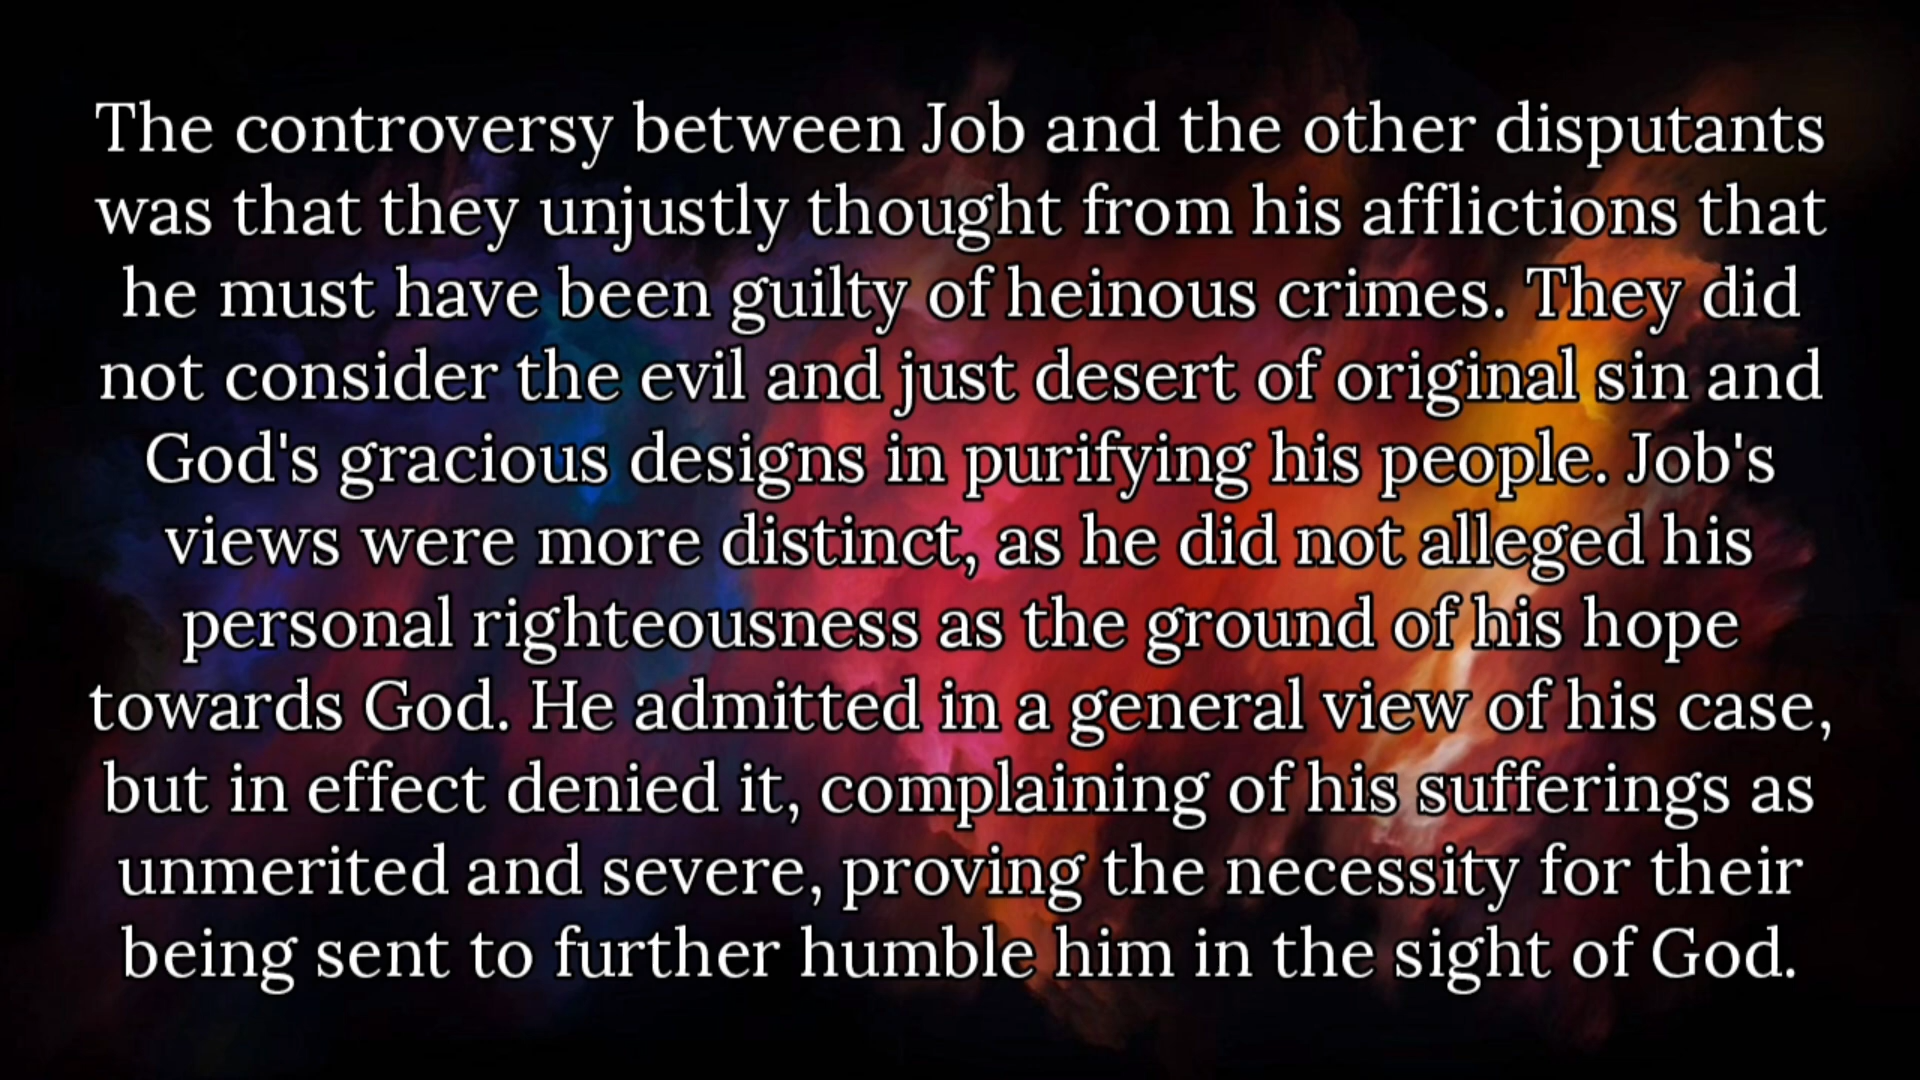 The controversy between Job and the other disputants
was that they unjustly thought from his afflictions that
he must have been guilty of heinous crimes. They did
not consider the evil and just desert of original sin and
God's gracious designs in purifying his people. Job's
views were more distinct, as he did not alleged his
personal righteousness as the ground of his hope
towards God. He admitted in a general view of his case,
but in effect denied it, complaining of his sufferings as
unmerited and severe, proving the necessity for their
being sent to further humble him in the sight of God.